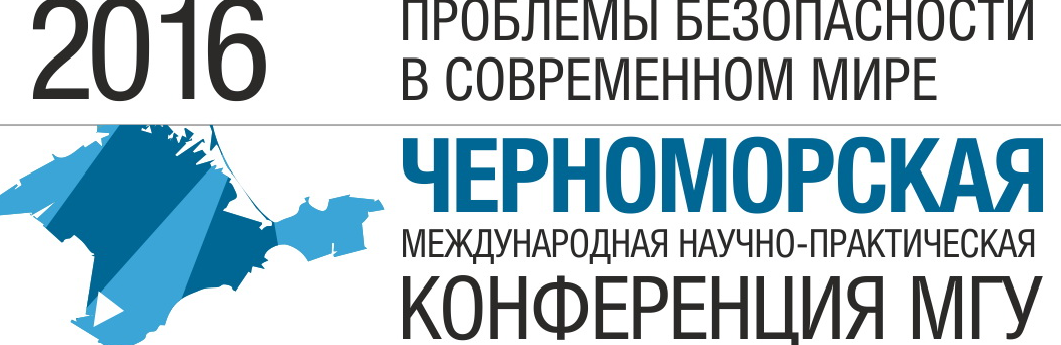 2016
ПРОБЛЕМЫ БЕЗОПАСНОСТИ
В СОВРЕМЕННОМ МИРЕ
ЧЕРНОМОРСКАЯ
МЕЖДУНАРОДНАЯ НАУЧНО-ПРАКТИЧЕСКАЯ
КОНФЕРЕНЦИЯ МГУ